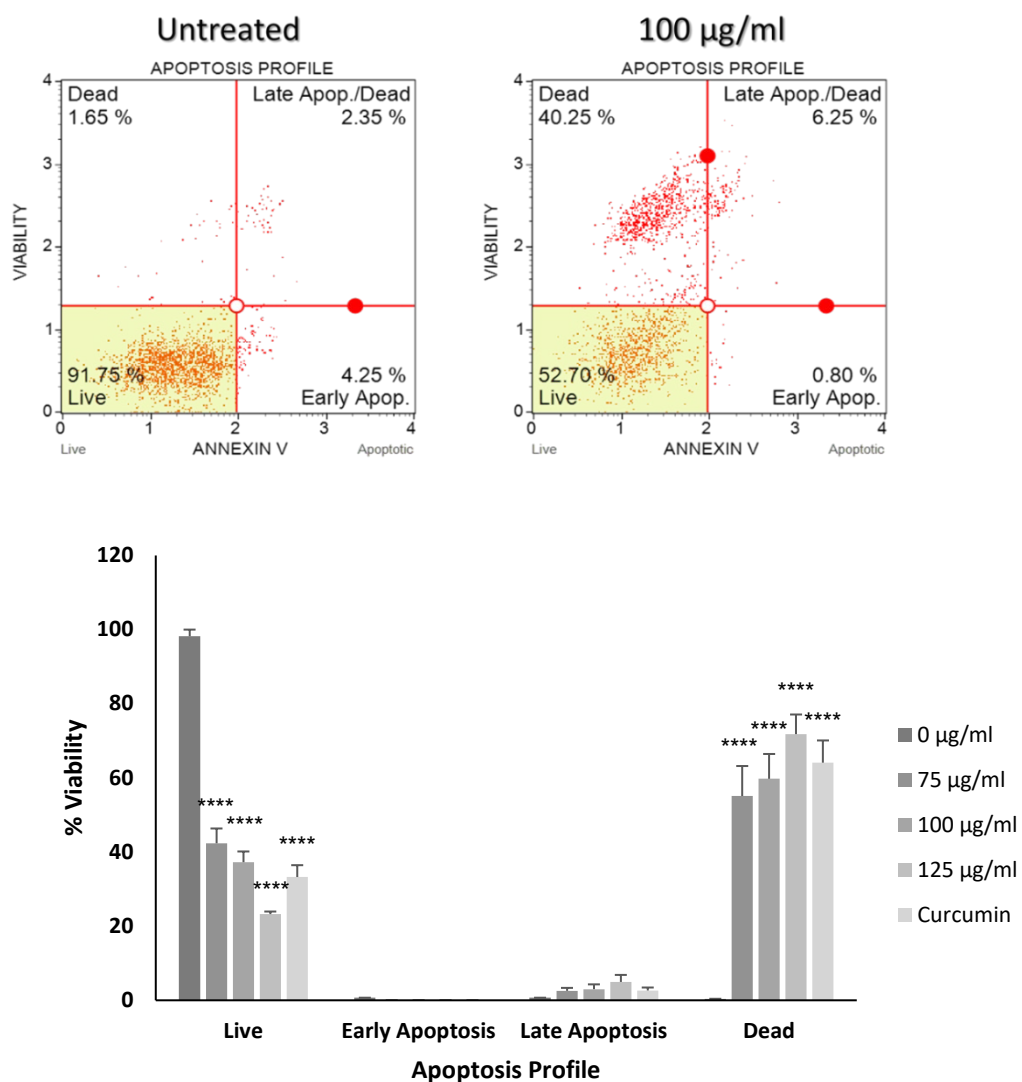 Untreated
100 µg/ml
APOPTOSIS PROFILE
Dead
1.65 %
Late Apop./Dead
2.35 %
91.75 %
Live
4.25 %
Early Apop.
4
3
2
1
0
VIABILITY
0 1 2 3 4
Live
ANNEXIN V
Apoptotic
APOPTOSIS PROFILE
Dead
40.25 %
Late Apop./Dead
6.25 %
52.70 %
Live
0.80 %
Early Apop.
4
3
2
1
0
VIABILITY
0 1 2 3 4
Live
ANNEXIN V
Apoptotic
120
100
80
60
40
20
0
% Viability
****
****
****
****
****
****
****
****
Live
Early Apoptosis
Late Apoptosis
Dead
Apoptosis Profile
0 µg/ml
75 µg/ml
100 µg/ml
125 µg/ml
Curcumin